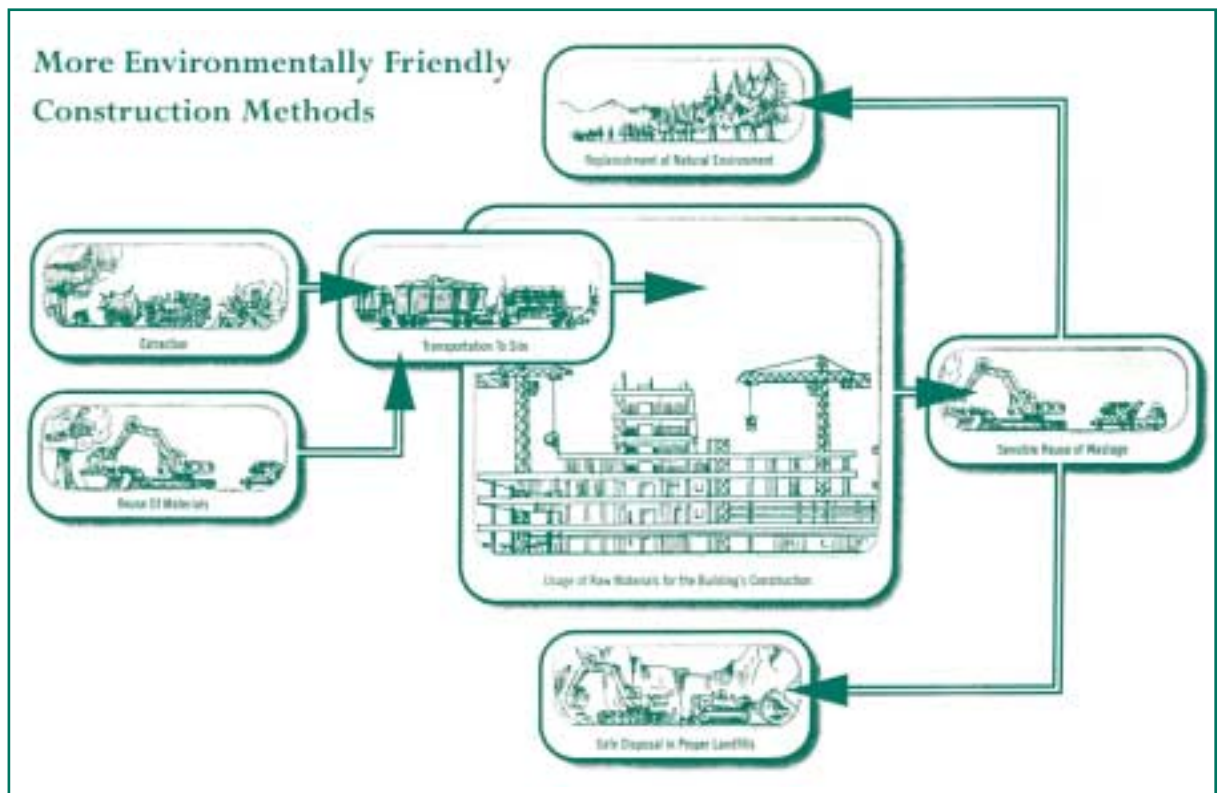 More Environmentally Friendly
Construction Methods
Replenishment of Natural Environment
Extraction
Transportation To Site
Reuse Of Materials
Sensible Reuse of Wastage
Usage of Raw Materials for the Building's Construction
Safe Disposal in Proper Landfills